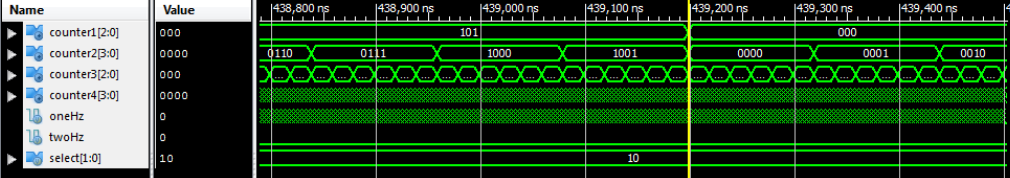 Name Value 438,800 ns 438,900 ns 439,000 ns 439,100 ns 439,200 ns 439,300 ns 439,400 ns
counter1[2:0] 000 101 000
counter2[3:0] 0000 0110 0111 1000 1001 0000 0001 0010
counter3[2:0] 000 ... ... ... ... ... ... ... ... ... ... ... ... ... ... ... ... ... ... ... ... ... ... ... ... ... ... ... ... ... ... ... ... ... ... ...
counter4[3:0] 0000
oneHz 0
twoHz 0
select[1:0] 10 10